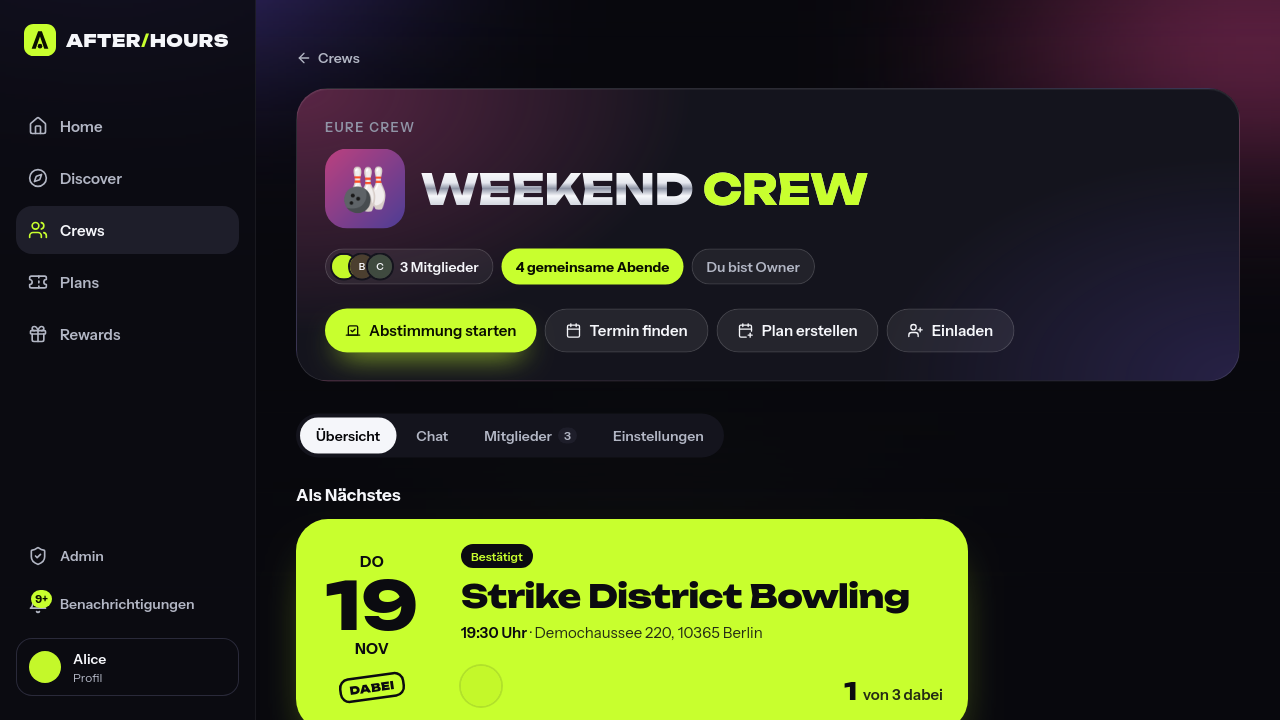 AFTER/HOURS
Home
Discover
Crews
Plans
Rewards
Admin
9+
Benachrichtigungen
Alice
Profil
Crews
EURE CREW
WEEKEND CREW
B C 3 Mitglieder
4 gemeinsame Abende
Du bist Owner
Abstimmung starten
Termin finden
Plan erstellen
Einladen
Übersicht
Chat
Mitglieder 3
Einstellungen
Als Nächstes
DO
19
NOV
DABEI
Bestätigt
Strike District Bowling
19:30 Uhr · Demochaussee 220, 10365 Berlin
1 von 3 dabei